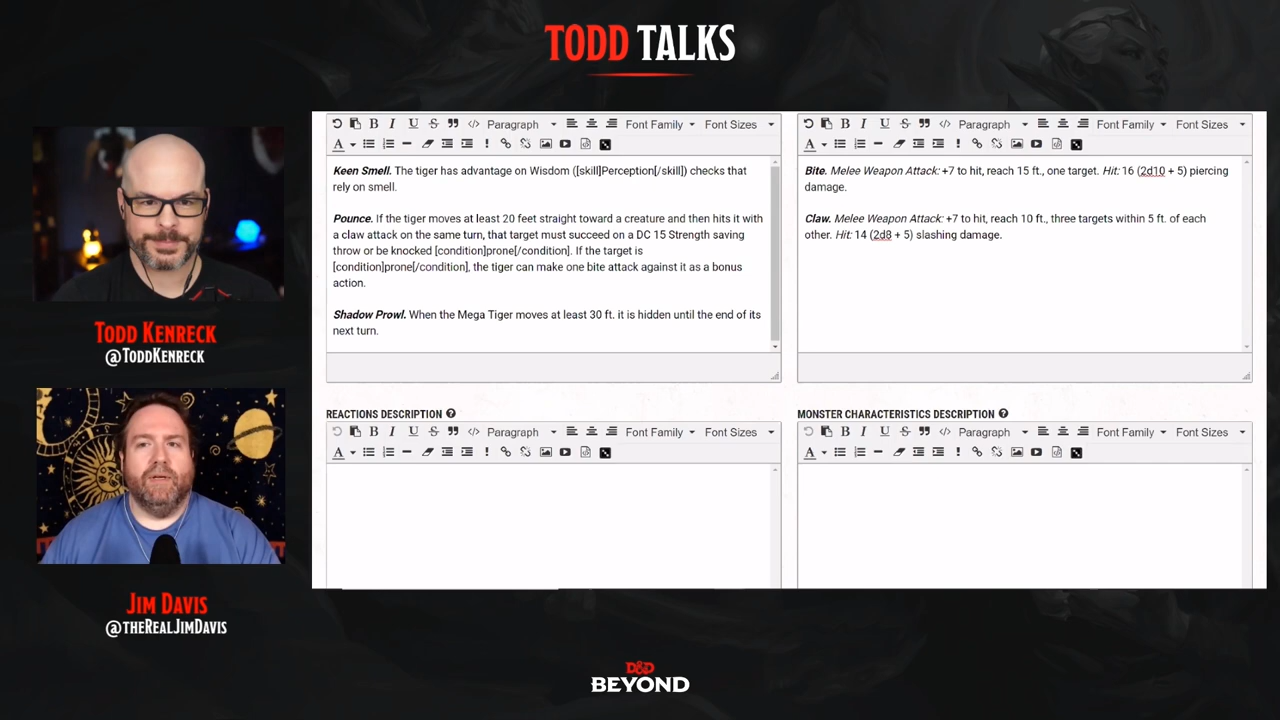 TODD TALKS
Paragraph
Font Family
Font Sizes
A
Keen Smell. The tiger has advantage on Wisdom ([skill]Perception[/skill]) checks that
rely on smell.
Pounce. If the tiger moves at least 20 feet straight toward a creature and then hits it with
a claw attack on the same turn, that target must succeed on a DC 15 Strength saving
throw or be knocked [condition]prone[/condition]. If the target is
[condition]prone[/condition], the tiger can make one bite attack against it as a bonus
action.
Shadow Prowl. When the Mega Tiger moves at least 30 ft. it is hidden until the end of its
next turn.
Paragraph
Font Family
Font Sizes
A
Bite. Melee Weapon Attack: +7 to hit, reach 15 ft., one target. Hit: 16 (2d10 + 5) piercing
damage.
Claw. Melee Weapon Attack: +7 to hit, reach 10 ft., three targets within 5 ft. of each
other. Hit: 14 (2d8 + 5) slashing damage.
TODD KENRECK
@TODDKENRECK
REACTIONS DESCRIPTION
Paragraph
Font Family
Font Sizes
A
MONSTER CHARACTERISTICS DESCRIPTION
Paragraph
Font Family
Font Sizes
A
JIM DAVIS
@THEREALJIMDAVIS
D&D
BEYOND